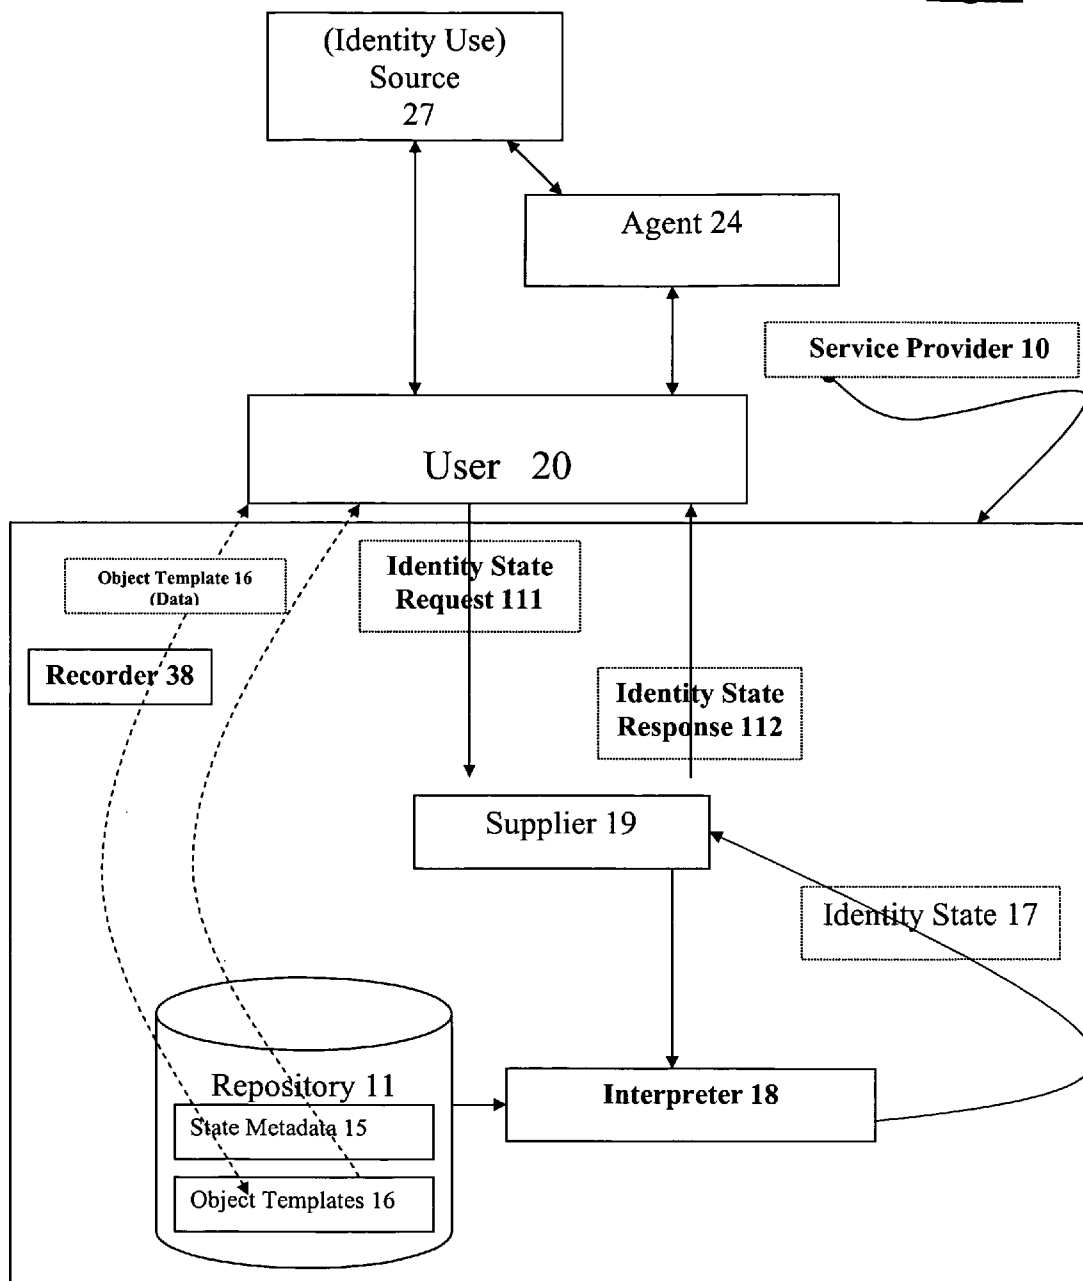 (Identity Use)
Source
27
Agent 24
Service Provider 10
User 20
Object Template 16
(Data)
Identity State
Request 111
Recorder 38
Identity State
Response 112
Supplier 19
Identity State 17
Repository 11
State Metadata 15
Object Templates 16
Interpreter 18